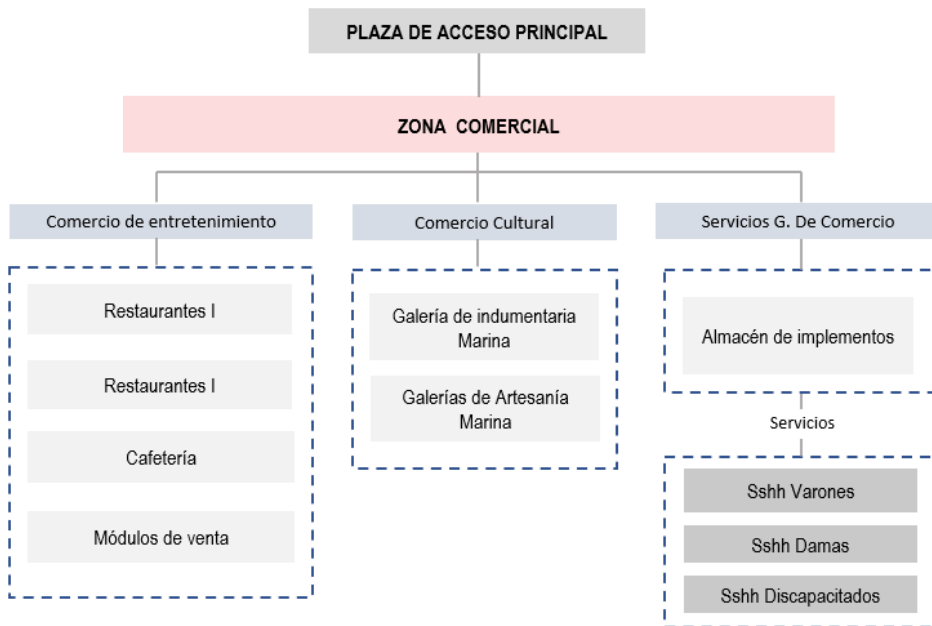 PLAZA DE ACCESO PRINCIPAL
ZONA COMERCIAL
Comercio de entretenimiento
Restaurantes I
Restaurantes I
Cafetería
Módulos de venta
Comercio Cultural
Galería de indumentaria
Marina
Galerías de Artesanía
Marina
Servicios G. De Comercio
Almacén de implementos
Servicios
Sshh Varones
Sshh Damas
Sshh Discapacitados